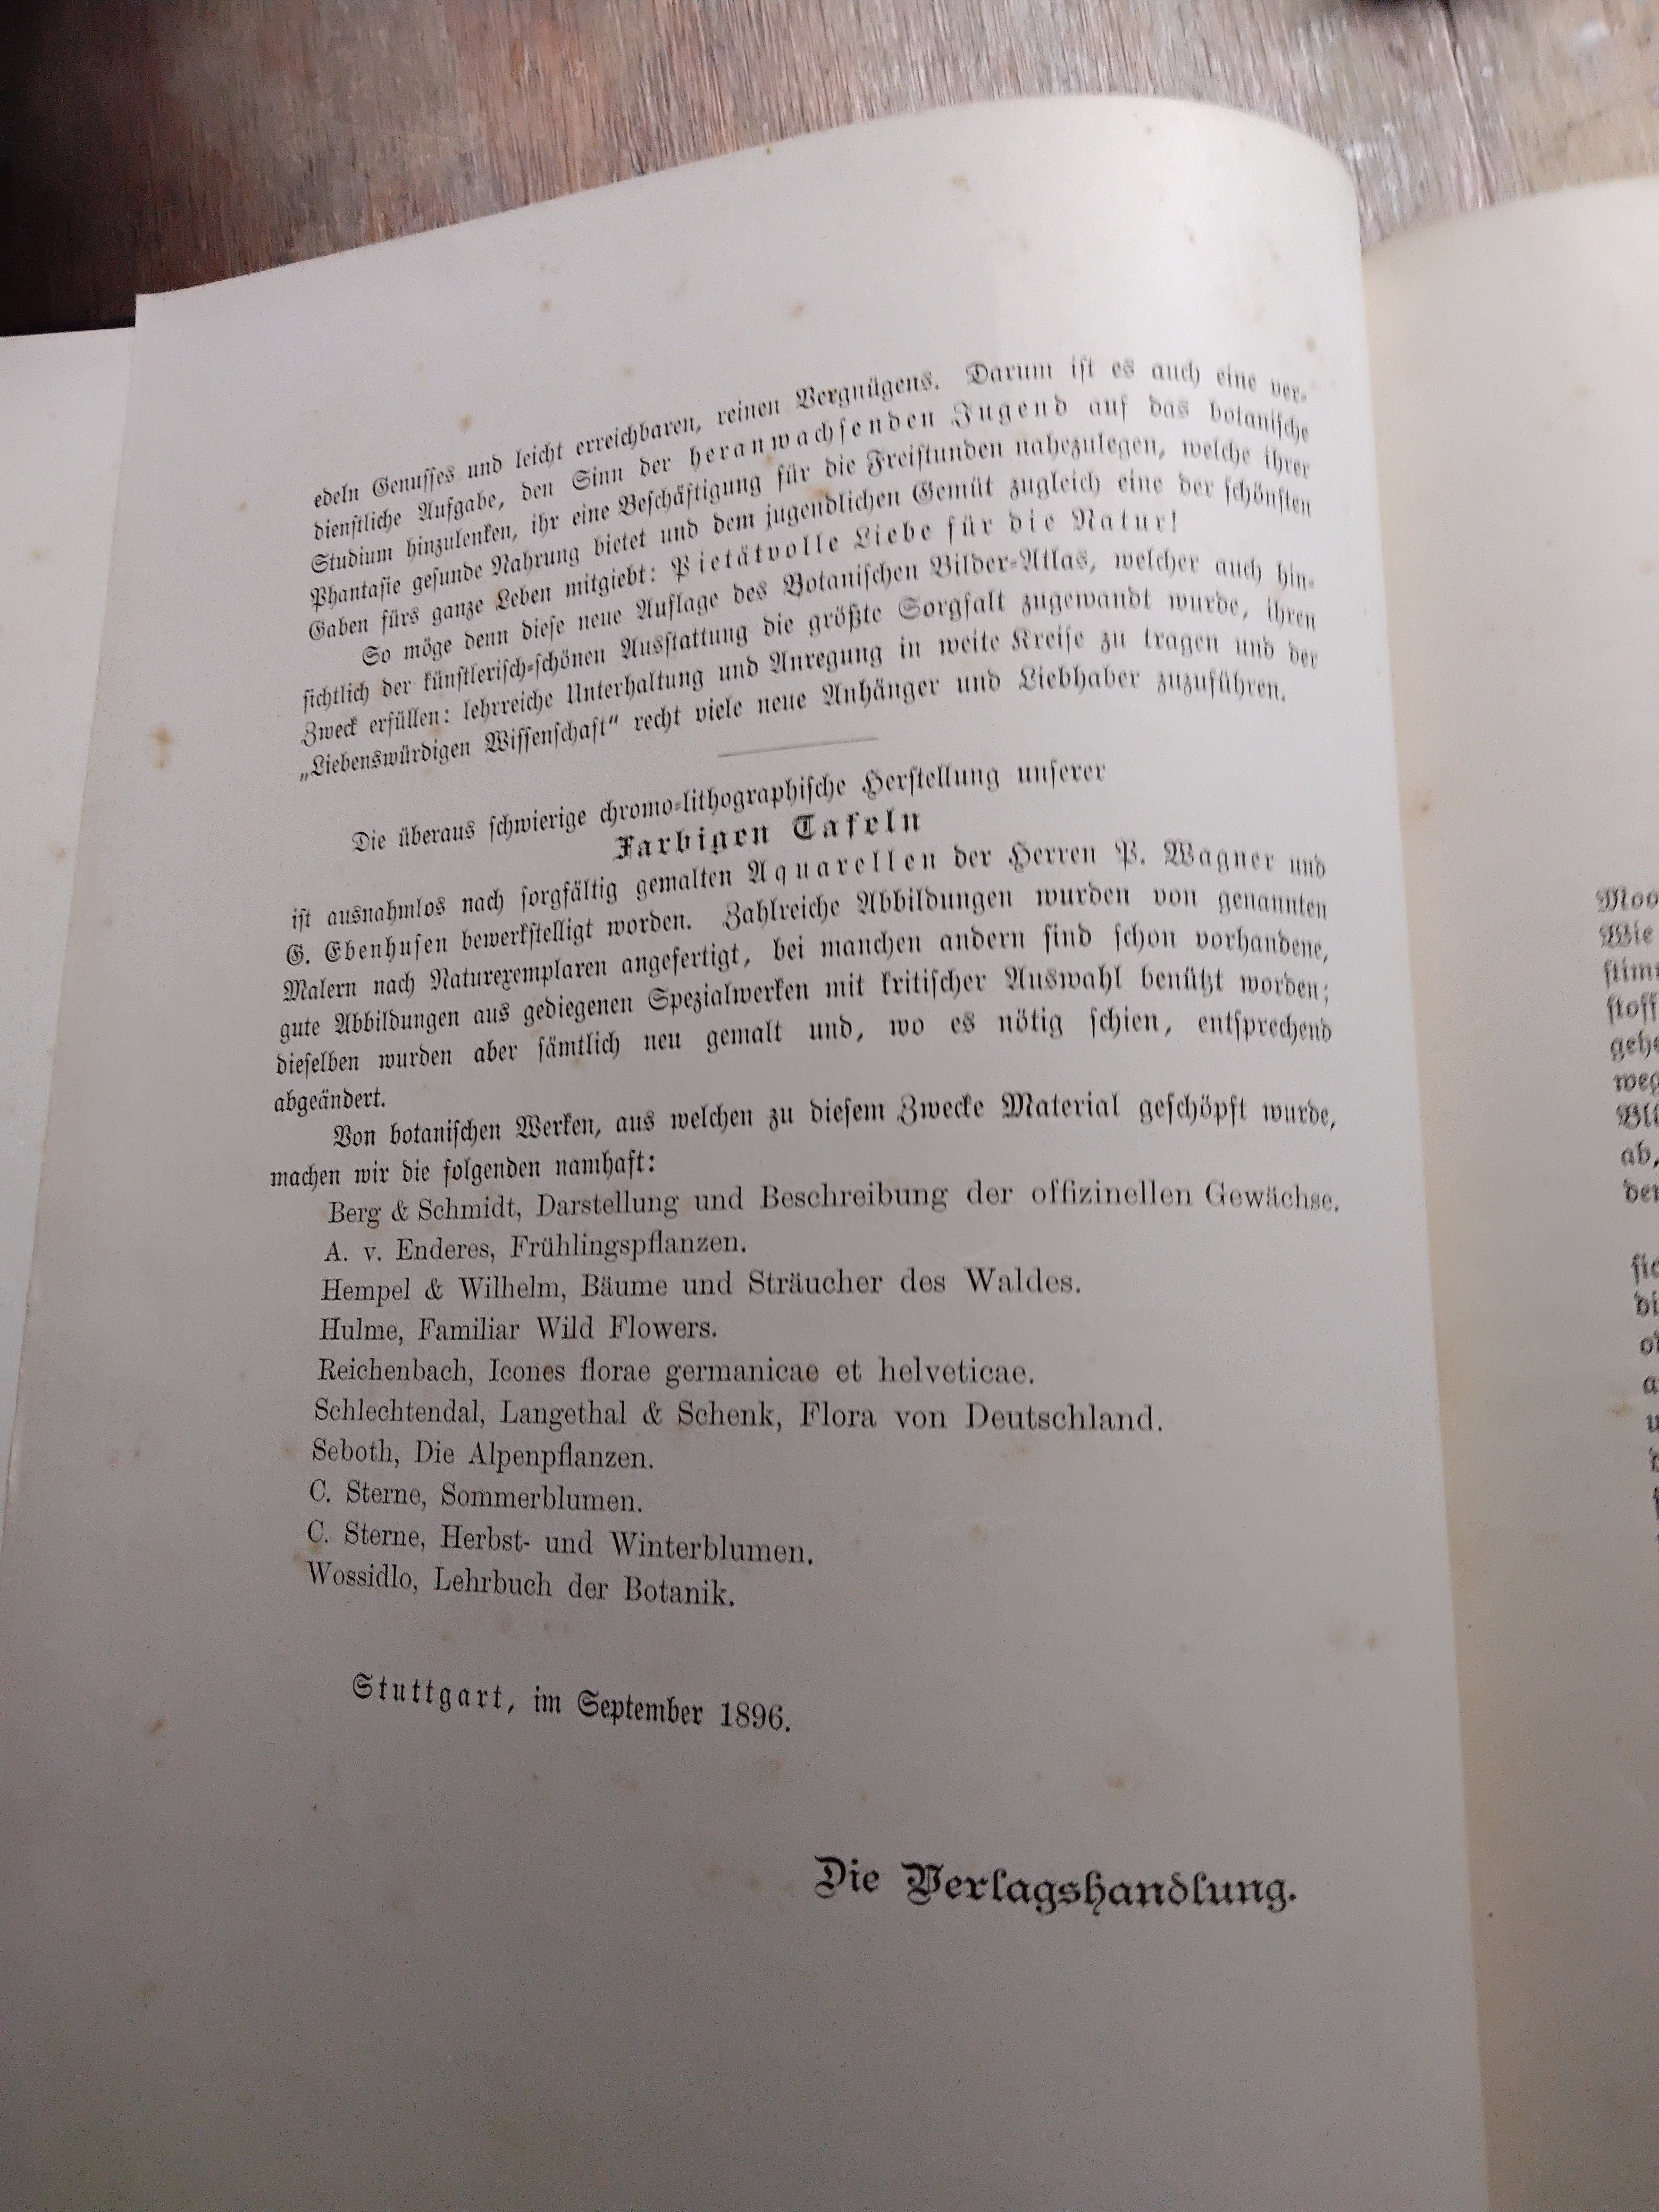 edeln Genusses und leicht erreichbaren, reinen Vergnügens. Darum ist es auch eine ver-
dienstliche Aufgabe, den Sinn der heranwachsenden Jugend auf das botanische
Studium hinzulenken, ihr eine Beschäftigung für die Freistunden nahezulegen, welche ihrer
Phantasie gesunde Nahrung bietet und dem jugendlichen Gemüt zugleich eine der schönsten
Gaben fürs ganze Leben mitgiebt: Pietätvolle Liebe für die Natur!
So möge denn diese neue Auflage des Botanischen Bilder-Atlas, welcher auch hin-
sichtlich der künstlerisch-schönen Ausstattung die größte Sorgfalt zugewandt wurde, ihren
Zweck erfüllen: lehrreiche Unterhaltung und Anregung in weite Kreise zu tragen und der
„Liebenswürdigen Wissenschaft“ recht viele neue Anhänger und Liebhaber zuzuführen.
Die überaus schwierige chromo-lithographische Herstellung unserer
Farbigen Tafeln
ist ausnahmlos nach sorgfältig gemalten Aquarellen der Herren P. Wagner und
G. Ebenhusen bewerkstelligt worden. Zahlreiche Abbildungen wurden von genannten
Malern nach Naturexemplaren angefertigt, bei manchen andern sind schon vorhandene,
gute Abbildungen aus gediegenen Spezialwerken mit kritischer Auswahl benützt worden;
dieselben wurden aber sämtlich neu gemalt und, wo es nötig schien, entsprechend
abgeändert.
Von botanischen Werken, aus welchen zu diesem Zwecke Material geschöpft wurde,
machen wir die folgenden namhaft:
Berg & Schmidt, Darstellung und Beschreibung der offizinellen Gewächse.
A. v. Enderes, Frühlingspflanzen.
Hempel & Wilhelm, Bäume und Sträucher des Waldes.
Hulme, Familiar Wild Flowers.
Reichenbach, Icones florae germanicae et helveticae.
Schlechtendal, Langethal & Schenk, Flora von Deutschland.
Seboth, Die Alpenpflanzen.
C. Sterne, Sommerblumen.
C. Sterne, Herbst- und Winterblumen.
Wossidlo, Lehrbuch der Botanik.
Stuttgart, im September 1896.
Die Verlagshandlung.
Moo
Wie
stim
stoff
gehe
weg
Bli
ab,
der
sic
di